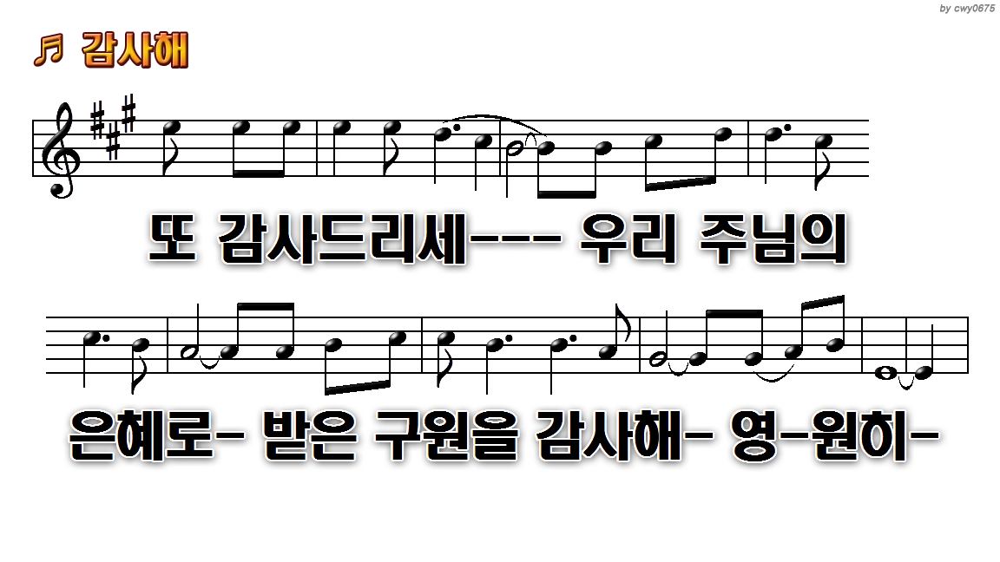 by cwy0675
♬ 감사해
또 감사드리세--- 우리 주님의
은혜로- 받은 구원을 감사해- 영-원히-